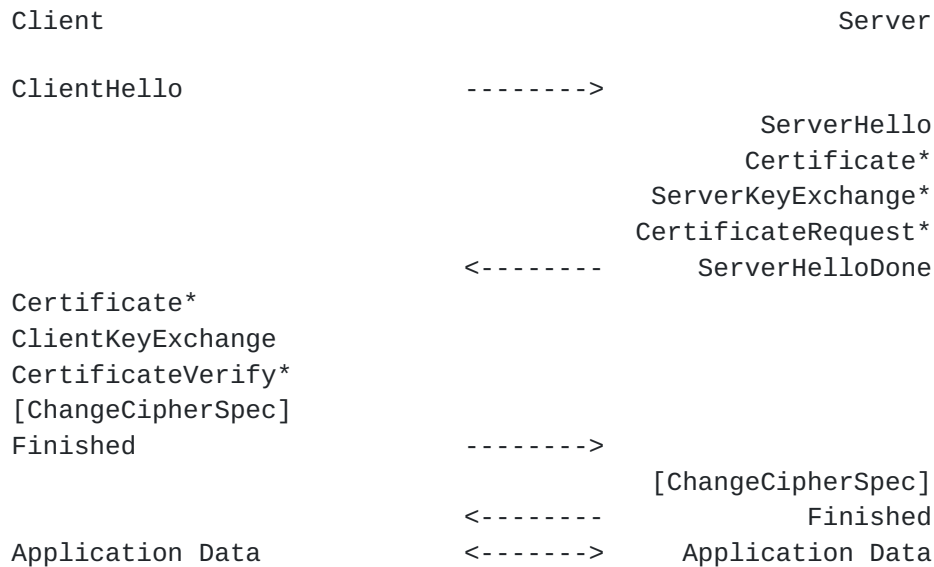 Client                                               Server

ClientHello                  -------->
                                                ServerHello
                                               Certificate*
                                         ServerKeyExchange*
                                        CertificateRequest*
                             <--------      ServerHelloDone
Certificate*
ClientKeyExchange
CertificateVerify*
[ChangeCipherSpec]
Finished                     -------->
                                         [ChangeCipherSpec]
                             <--------             Finished
Application Data             <------->     Application Data